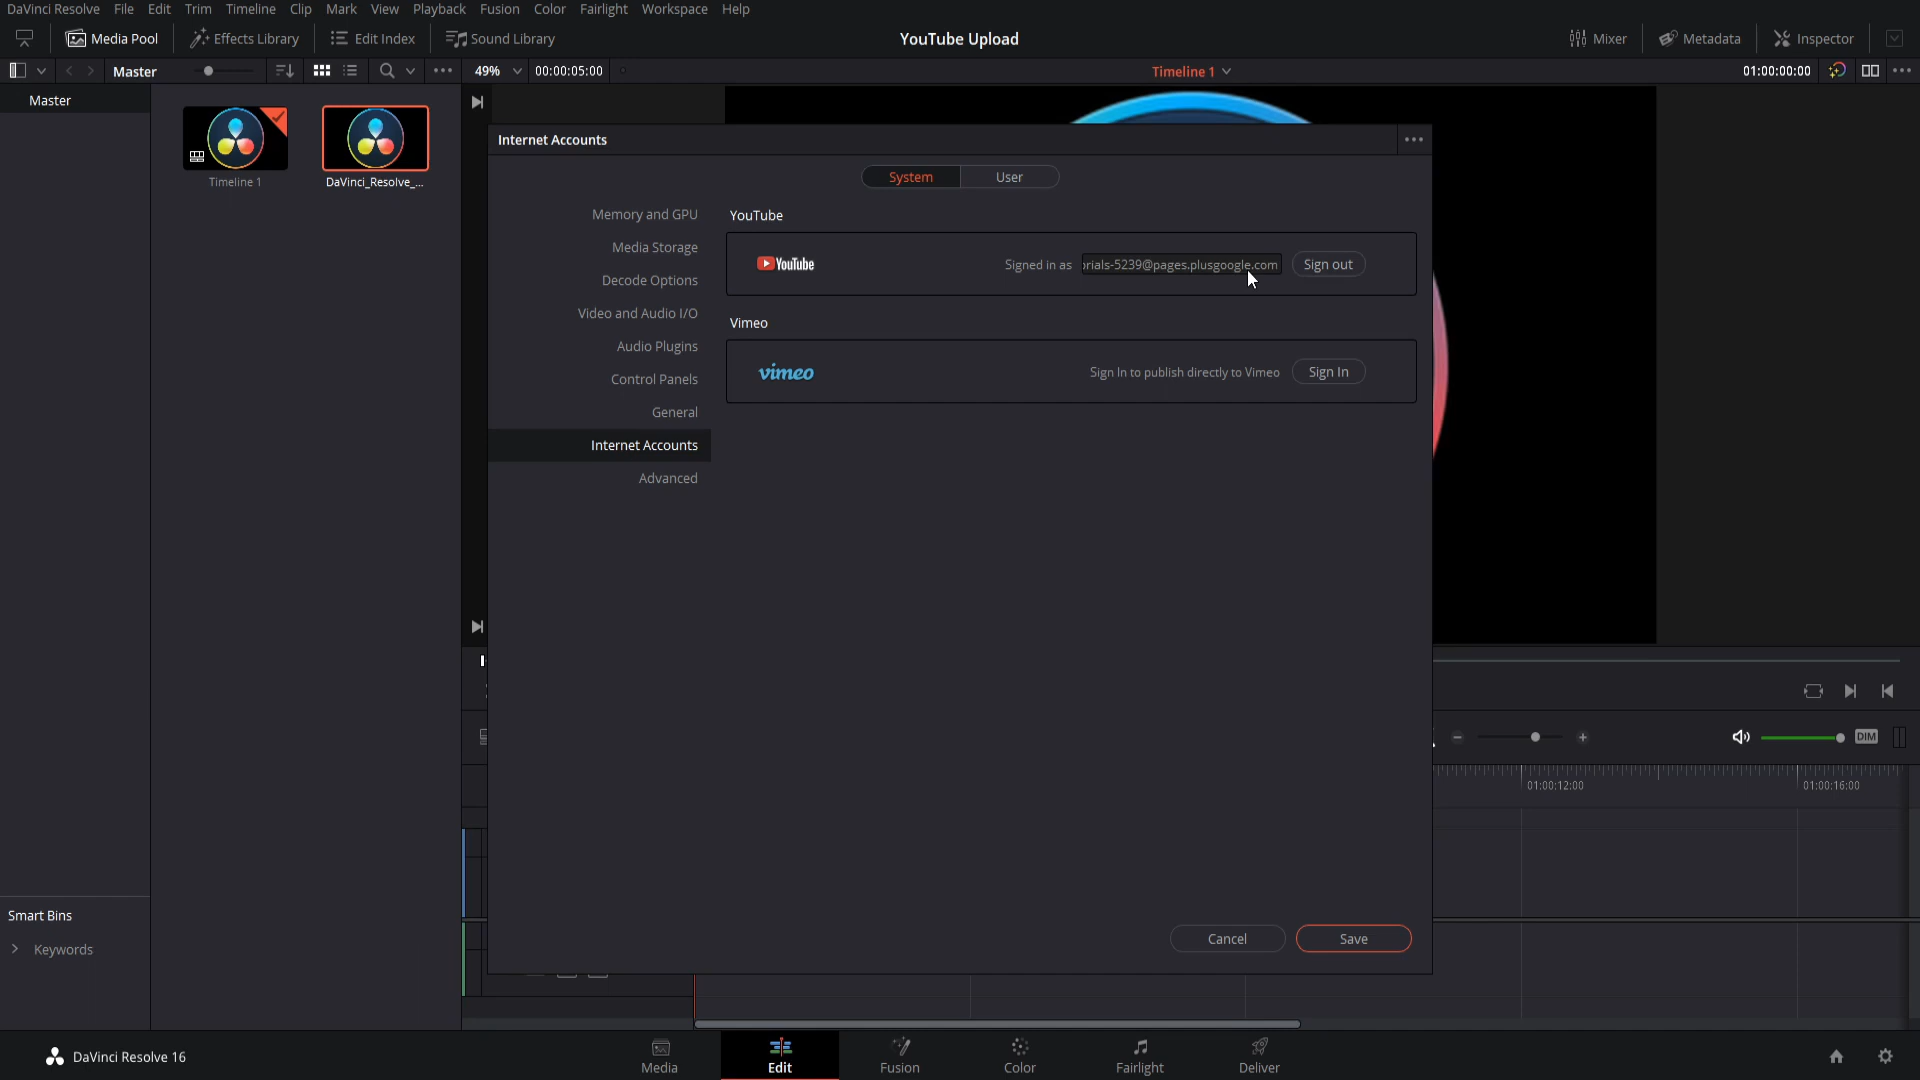 DaVinci Resolve File Edit Trim Timeline Clip Mark View Playback Fusion Color Fairlight Workspace Help
Media Pool Effects Library Edit Index Sound Library YouTube Upload Mixer Metadata Inspector
Master 49% 00:00:05:00 Timeline 1 01:00:00:00
Master
Timeline 1 DaVinci_Resolve_...
Internet Accounts
System User
Memory and GPU
Media Storage
Decode Options
Video and Audio I/O
Audio Plugins
Control Panels
General
Internet Accounts
Advanced
YouTube
YouTube Signed in as orials-5239@pages.plusgoogle.com Sign out
Vimeo
vimeo Sign In to publish directly to Vimeo Sign In
DIM
01:00:12:00 01:00:16:00
Smart Bins
Keywords
Cancel Save
DaVinci Resolve 16 Media Edit Fusion Color Fairlight Deliver